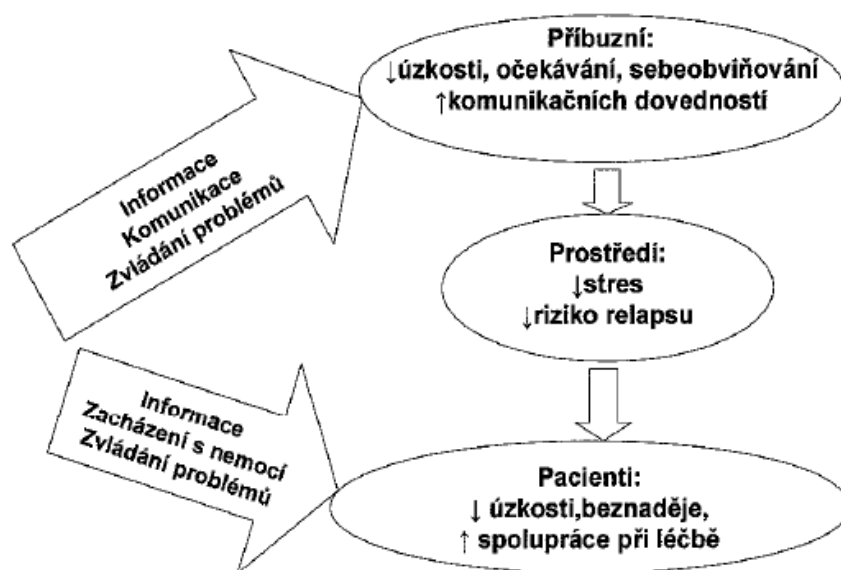 Příbuzní:
↓úzkosti, očekávání, sebeobviňování
↑komunikačních dovedností
Informace
Komunikace
Zvládání problémů
Prostředí:
↓stres
↓riziko relapsu
Informace
Zacházení s nemocí
Zvládání problémů
Pacienti:
↓ úzkosti,beznaděje,
↑ spolupráce při léčbě